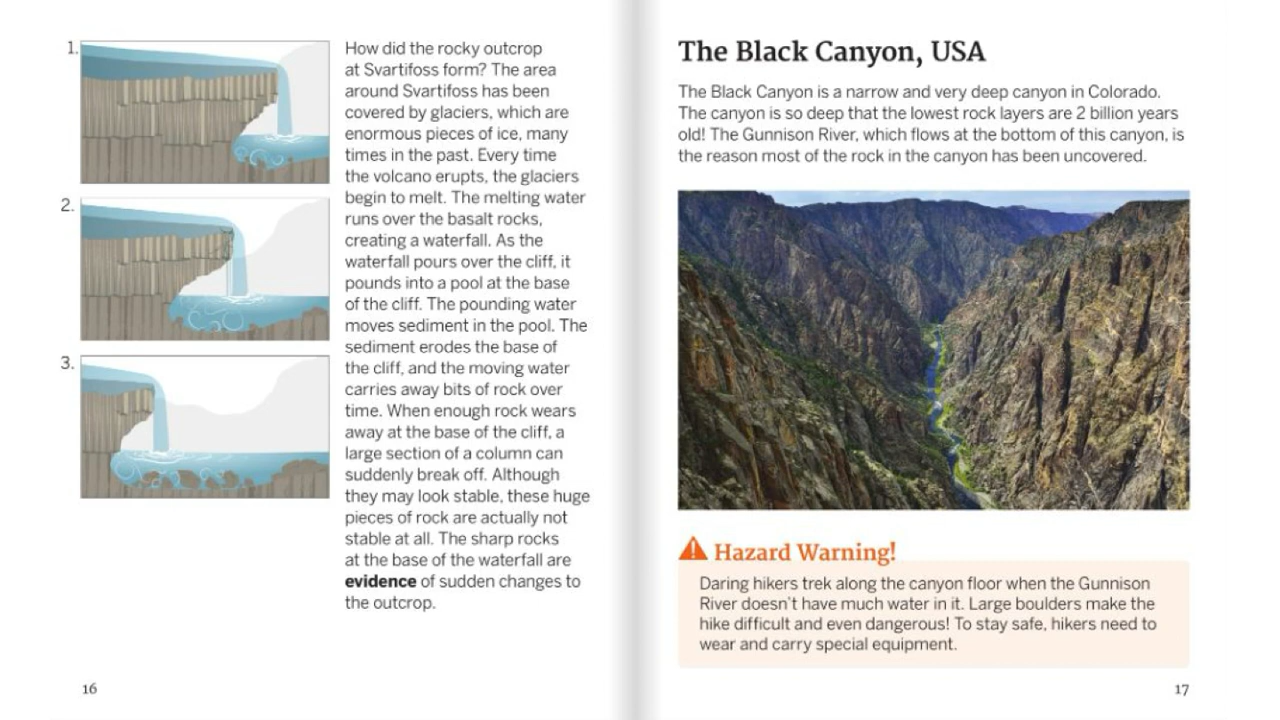 1.
2.
3.
How did the rocky outcrop
at Svartifoss form? The area
around Svartifoss has been
covered by glaciers, which are
enormous pieces of ice, many
times in the past. Every time
the volcano erupts, the glaciers
begin to melt. The melting water
runs over the basalt rocks,
creating a waterfall. As the
waterfall pours over the cliff, it
pounds into a pool at the base
of the cliff. The pounding water
moves sediment in the pool. The
sediment erodes the base of
the cliff, and the moving water
carries away bits of rock over
time. When enough rock wears
away at the base of the cliff, a
large section of a column can
suddenly break off. Although
they may look stable, these huge
pieces of rock are actually not
stable at all. The sharp rocks
at the base of the waterfall are
evidence of sudden changes to
the outcrop.
16
The Black Canyon, USA
The Black Canyon is a narrow and very deep canyon in Colorado.
The canyon is so deep that the lowest rock layers are 2 billion years
old! The Gunnison River, which flows at the bottom of this canyon, is
the reason most of the rock in the canyon has been uncovered.
Hazard Warning!
Daring hikers trek along the canyon floor when the Gunnison
River doesn't have much water in it. Large boulders make the
hike difficult and even dangerous! To stay safe, hikers need to
wear and carry special equipment.
17